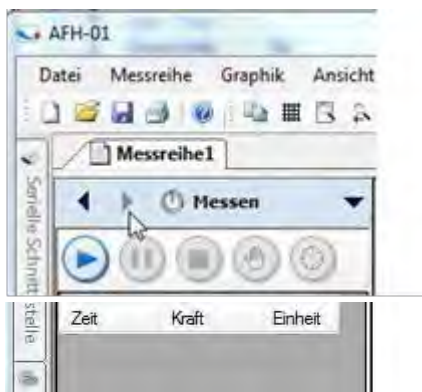 AFH-01
Datei Messreihe Graphik Ansicht
Messreihe1
Messen
Zeit Kraft Einheit
Serielle Schnittstelle